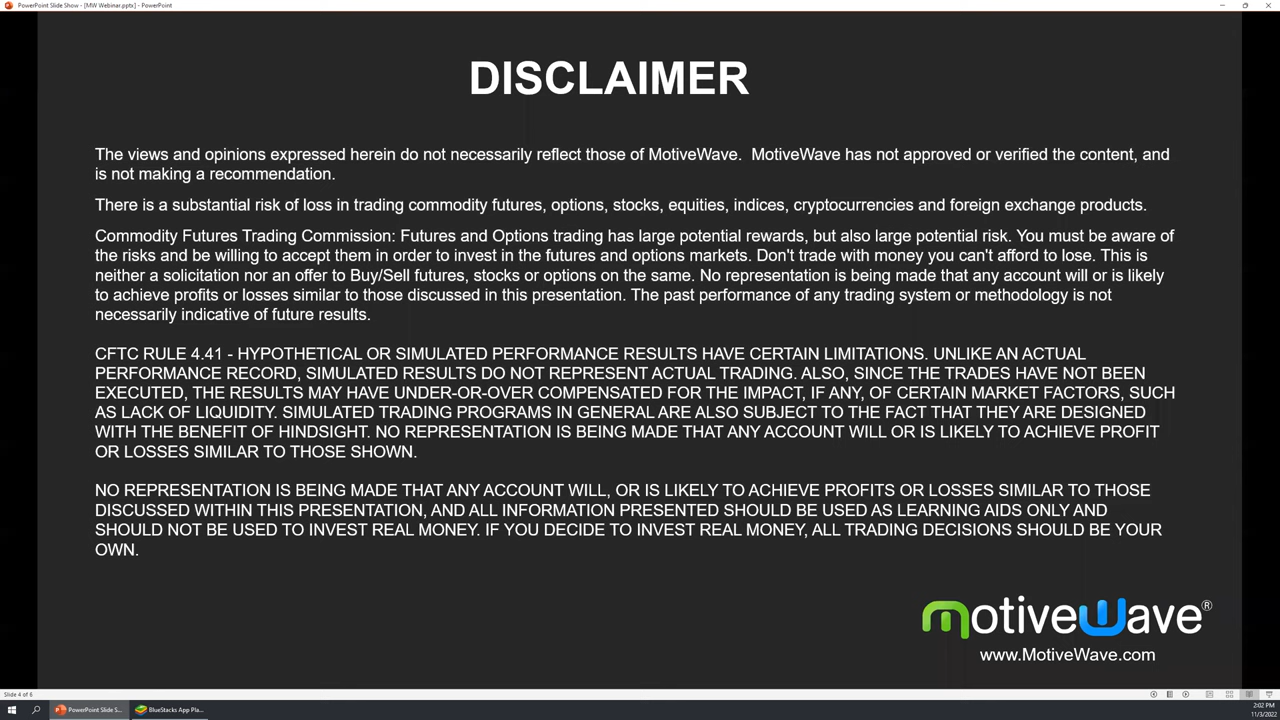 PowerPoint Slide Show - [MW Webinar.pptx] - PowerPoint
DISCLAIMER
The views and opinions expressed herein do not necessarily reflect those of MotiveWave.  MotiveWave has not approved or verified the content, and
is not making a recommendation.
There is a substantial risk of loss in trading commodity futures, options, stocks, equities, indices, cryptocurrencies and foreign exchange products.
Commodity Futures Trading Commission: Futures and Options trading has large potential rewards, but also large potential risk. You must be aware of
the risks and be willing to accept them in order to invest in the futures and options markets. Don't trade with money you can't afford to lose. This is
neither a solicitation nor an offer to Buy/Sell futures, stocks or options on the same. No representation is being made that any account will or is likely
to achieve profits or losses similar to those discussed in this presentation. The past performance of any trading system or methodology is not
necessarily indicative of future results.
CFTC RULE 4.41 - HYPOTHETICAL OR SIMULATED PERFORMANCE RESULTS HAVE CERTAIN LIMITATIONS. UNLIKE AN ACTUAL
PERFORMANCE RECORD, SIMULATED RESULTS DO NOT REPRESENT ACTUAL TRADING. ALSO, SINCE THE TRADES HAVE NOT BEEN
EXECUTED, THE RESULTS MAY HAVE UNDER-OR-OVER COMPENSATED FOR THE IMPACT, IF ANY, OF CERTAIN MARKET FACTORS, SUCH
AS LACK OF LIQUIDITY. SIMULATED TRADING PROGRAMS IN GENERAL ARE ALSO SUBJECT TO THE FACT THAT THEY ARE DESIGNED
WITH THE BENEFIT OF HINDSIGHT. NO REPRESENTATION IS BEING MADE THAT ANY ACCOUNT WILL OR IS LIKELY TO ACHIEVE PROFIT
OR LOSSES SIMILAR TO THOSE SHOWN.
NO REPRESENTATION IS BEING MADE THAT ANY ACCOUNT WILL, OR IS LIKELY TO ACHIEVE PROFITS OR LOSSES SIMILAR TO THOSE
DISCUSSED WITHIN THIS PRESENTATION, AND ALL INFORMATION PRESENTED SHOULD BE USED AS LEARNING AIDS ONLY AND
SHOULD NOT BE USED TO INVEST REAL MONEY. IF YOU DECIDE TO INVEST REAL MONEY, ALL TRADING DECISIONS SHOULD BE YOUR
OWN.
motivewave®
www.MotiveWave.com
Slide 4 of 6
PowerPoint Slide S...
BlueStacks App Pla...
2:02 PM
11/3/2022